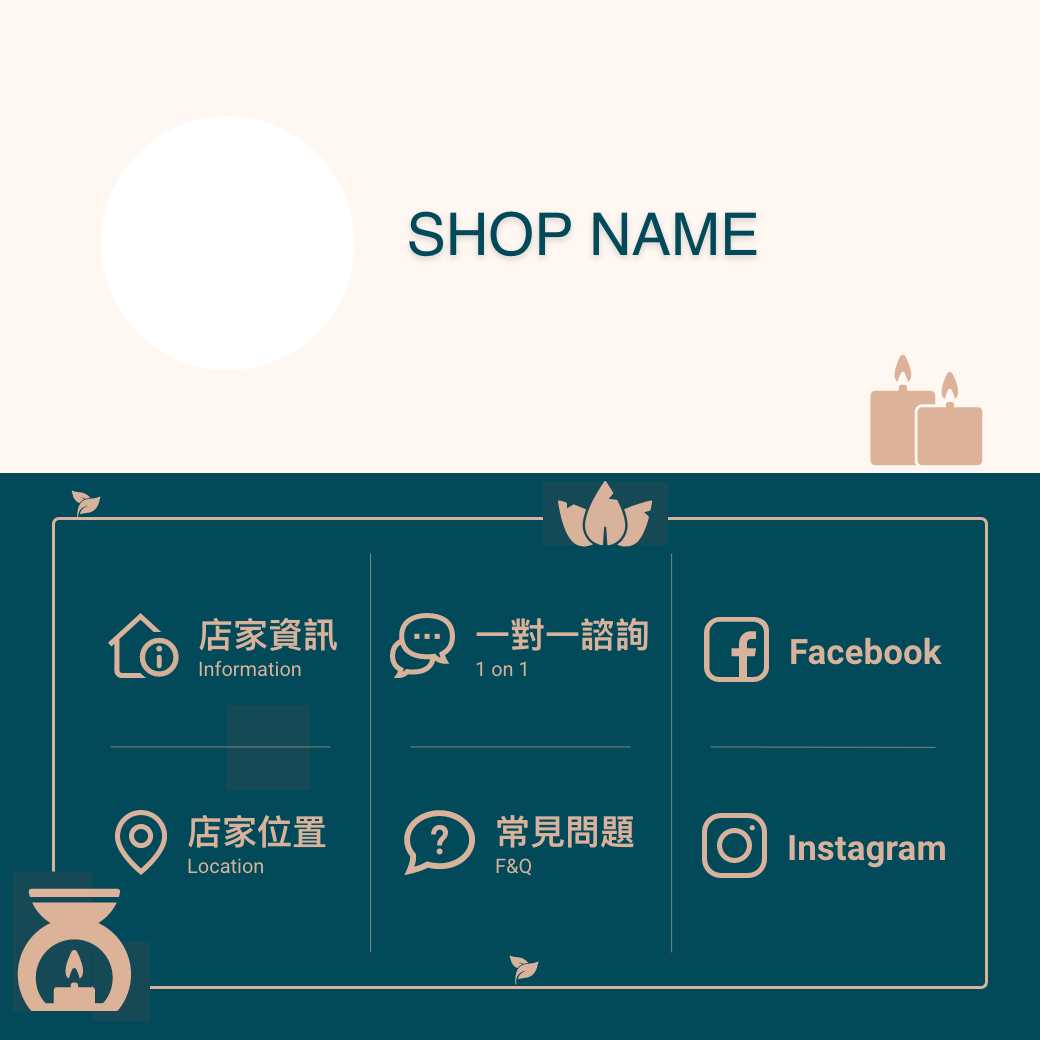 SHOP NAME
店家資訊
Information
一對一諮詢
1 on 1
Facebook
店家位置
Location
常見問題
F&Q
Instagram